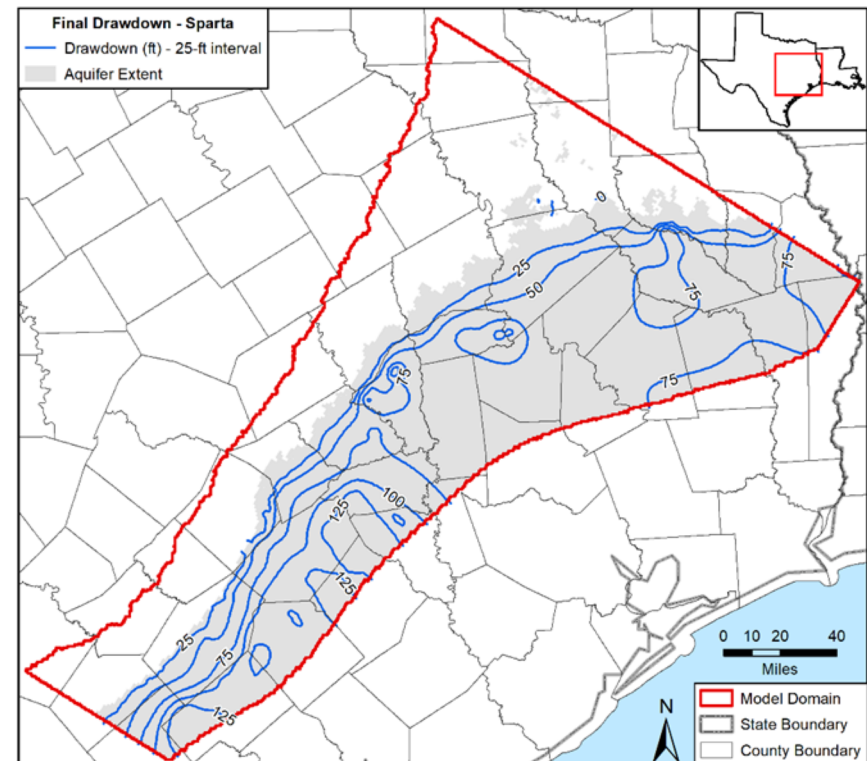 Final Drawdown - Sparta
Drawdown (ft) - 25-ft interval
Aquifer Extent
0
25
50
75
75
75
75
100
125
125
25
75
125
0 10 20 40
Miles
N
Model Domain
State Boundary
County Boundary